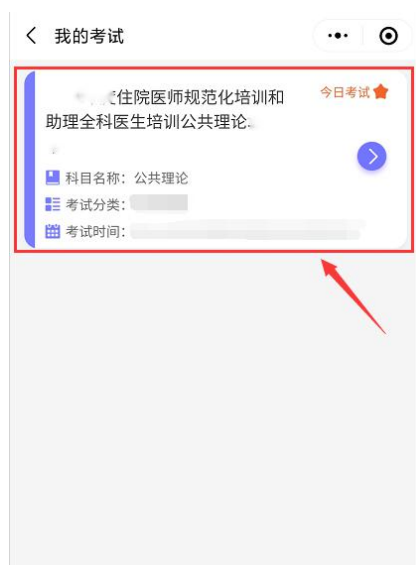 我的考试
住院医师规范化培训和
今日考试
助理全科医生培训公共理论
科目名称：公共理论
考试分类：
考试时间：